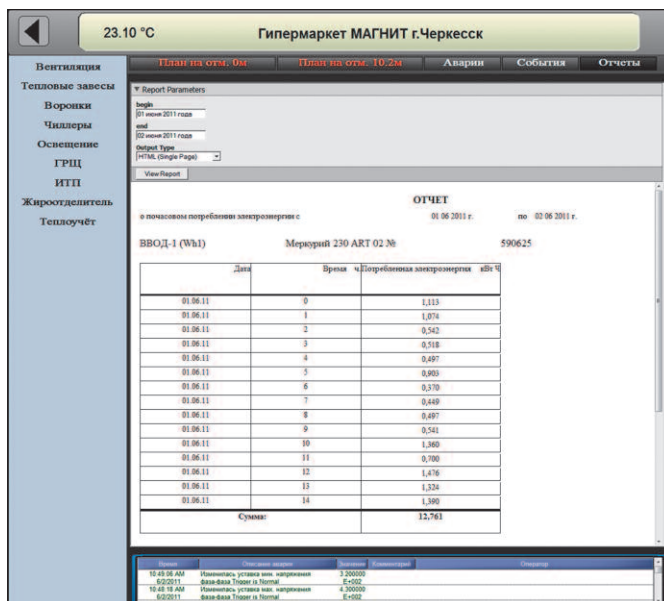 23.10 °C
Гипермаркет МАГНИТ г.Черкесск
Вентиляция
Тепловые завесы
Воронки
Чиллеры
Освещение
ГРЩ
ИТП
Жироотделитель
Теплоучёт
План на отм. 0м План на отм. 10.2м Аварии События Отчеты
Report Parameters
begin
01 июня 2011 года
end
02 июня 2011 года
Output Type
HTML (Single Page)
View Report
ОТЧЕТ
о почасовом потреблении электроэнергии с 01 06 2011 г. по 02 06 2011 г.
ВВОД-1 (Wh1) Меркурий 230 ART 02 № 590625
Дата Время ч. Потребленная электроэнергия кВт Ч
01.06.11 0 1,113
01.06.11 1 1,074
01.06.11 2 0,542
01.06.11 3 0,518
01.06.11 4 0,497
01.06.11 5 0,903
01.06.11 6 0,370
01.06.11 7 0,449
01.06.11 8 0,497
01.06.11 9 0,541
01.06.11 10 1,360
01.06.11 11 0,700
01.06.11 12 1,476
01.06.11 13 1,324
01.06.11 14 1,390
Сумма: 12,761
Время Описание аварии Значение Комментарий Оператор
10:49:06 AM Изменилась уставка мин. напряжения 3.200000
6/2/2011 фаза-фаза Trigger is Normal E+002
10:48:18 AM Изменилась уставка мах. напряжения 4.300000
6/2/2011 фаза-фаза Trigger is Normal E+002